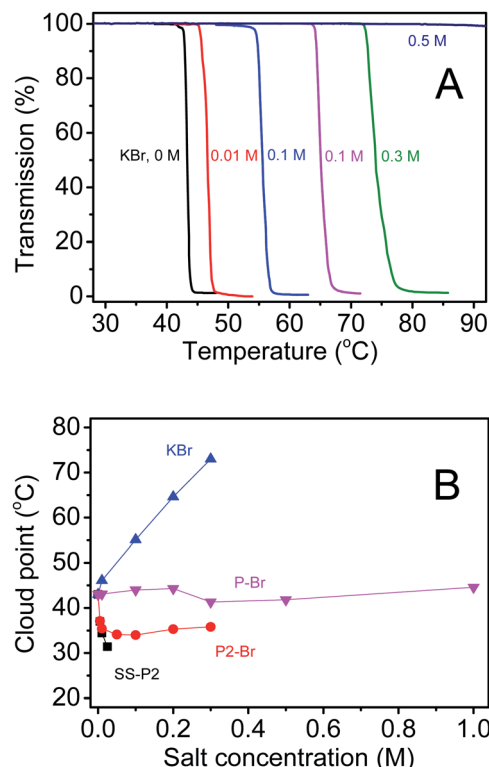 100
80
60
40
20
0
Transmission (%)
0.5 M
A
KBr, 0 M
0.01 M
0.1 M
0.1 M
0.3 M
30 40 50 60 70 80 90
Temperature (°C)
80
70
60
50
40
30
20
Cloud point (°C)
KBr
B
P-Br
P2-Br
SS-P2
0.0 0.2 0.4 0.6 0.8 1.0
Salt concentration (M)